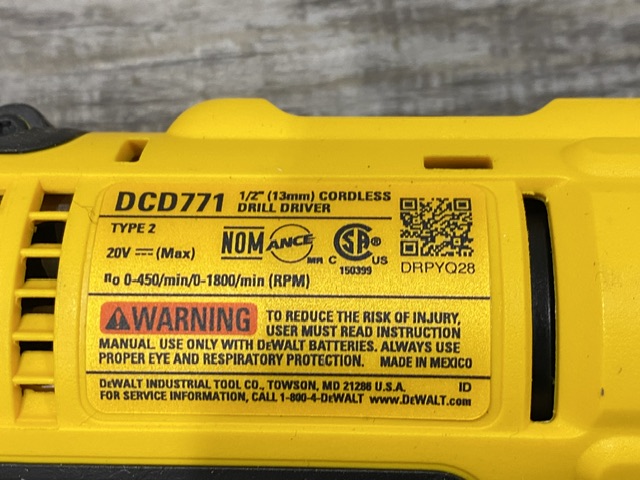 DCD771 1/2" (13mm) CORDLESS
DRILL DRIVER
TYPE 2
20V ⎓ (Max)
NOM ANCE MR C SA ® US
150399
DRPYQ28
no 0-450/min/0-1800/min (RPM)
WARNING TO REDUCE THE RISK OF INJURY,
USER MUST READ INSTRUCTION
MANUAL. USE ONLY WITH DEWALT BATTERIES. ALWAYS USE
PROPER EYE AND RESPIRATORY PROTECTION. MADE IN MEXICO
DEWALT INDUSTRIAL TOOL CO., TOWSON, MD 21286 U.S.A. ID
FOR SERVICE INFORMATION, CALL 1-800-4-DEWALT www.DEWALT.com